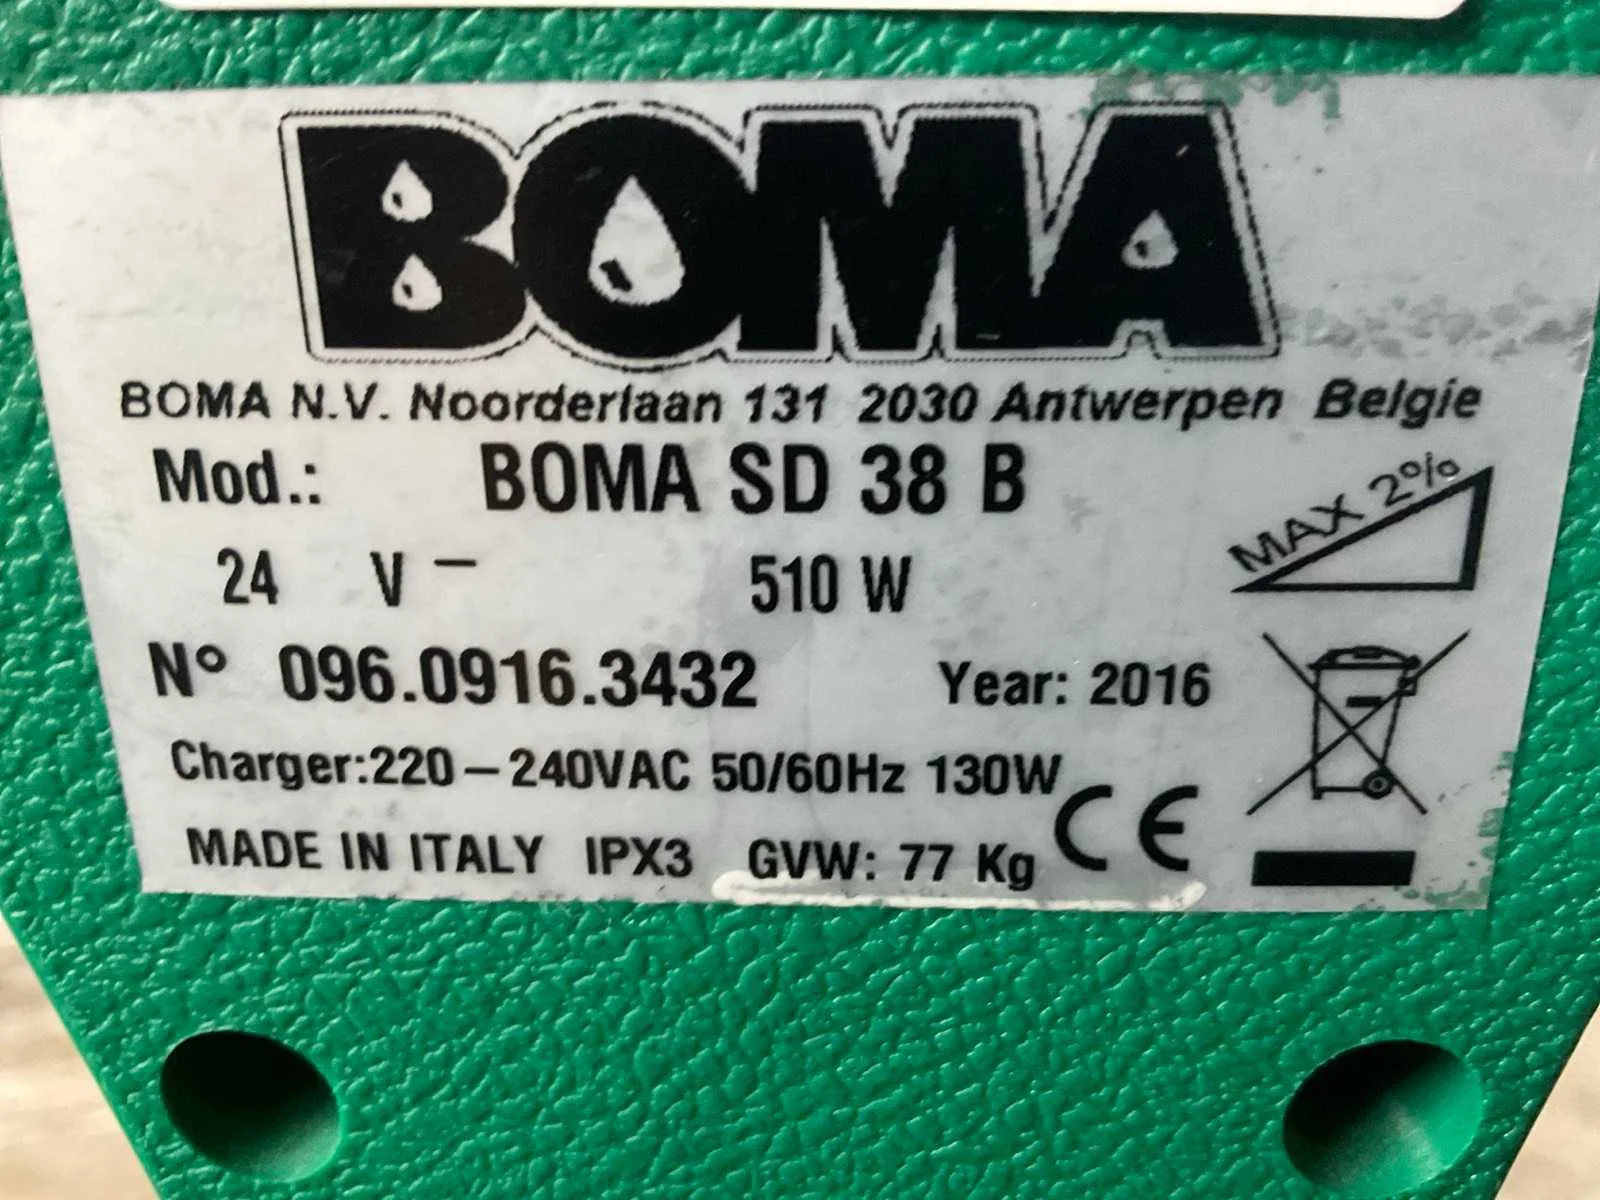 BOMA
BOMA N.V. Noorderlaan 131 2030 Antwerpen Belgie
Mod.: BOMA SD 38 B
MAX 2%
24 V 510 W
N° 096.0916.3432 Year: 2016
Charger:220-240VAC 50/60Hz 130W
MADE IN ITALY IPX3 GVW: 77 Kg CE